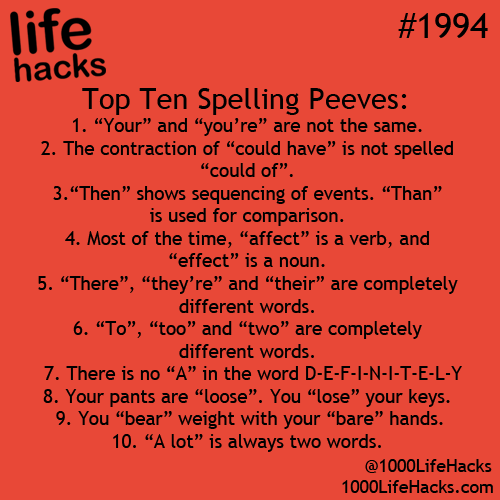 life
hacks
#1994
Top Ten Spelling Peeves:
1. “Your” and “you’re” are not the same.
2. The contraction of “could have” is not spelled
“could of”.
3.“Then” shows sequencing of events. “Than”
is used for comparison.
4. Most of the time, “affect” is a verb, and
“effect” is a noun.
5. “There”, “they’re” and “their” are completely
different words.
6. “To”, “too” and “two” are completely
different words.
7. There is no “A” in the word D-E-F-I-N-I-T-E-L-Y
8. Your pants are “loose”. You “lose” your keys.
9. You “bear” weight with your “bare” hands.
10. “A lot” is always two words.
@1000LifeHacks
1000LifeHacks.com